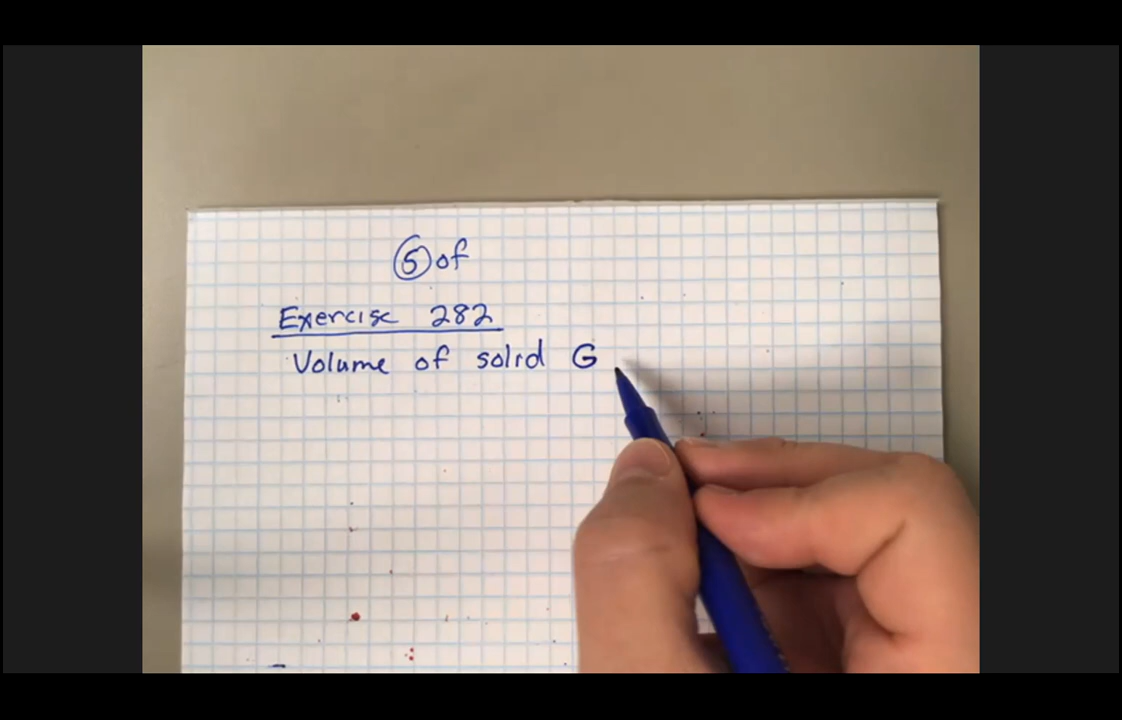 ⑤ of
Exercise 282
Volume of solid G